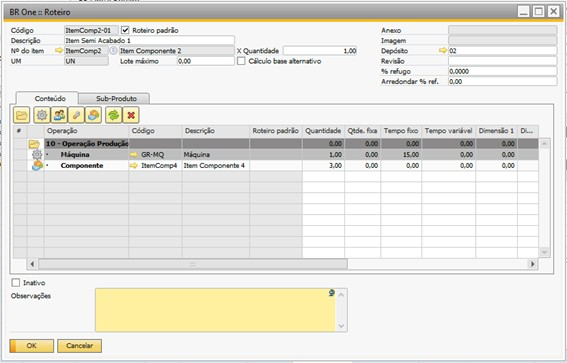 BR One :: Roteiro
Código ItemComp2-01 Roteiro padrão
Descrição Item Semi Acabado 1
Nº do item ItemComp2 Item Componente 2 X Quantidade 1,00
UM UN Lote máximo 0,00 Cálculo base alternativo
Anexo
Imagem
Depósito 02
Revisão
% refugo 0,0000
Arredondar % ref. 0,00
Conteúdo Sub-Produto
# Operação Código Descrição Roteiro padrão Quantidade Qtde. fixa Tempo fixo Tempo variável Dimensão 1 Di...
10 - Operação Produção 0,00 0,00 0,00 0,00 0,00
Máquina GR-MQ Máquina 1,00 0,00 15,00 0,00 0,00
Componente ItemComp4 Item Componente 4 3,00 0,00 0,00 0,00 0,00
Inativo
Observações
OK Cancelar